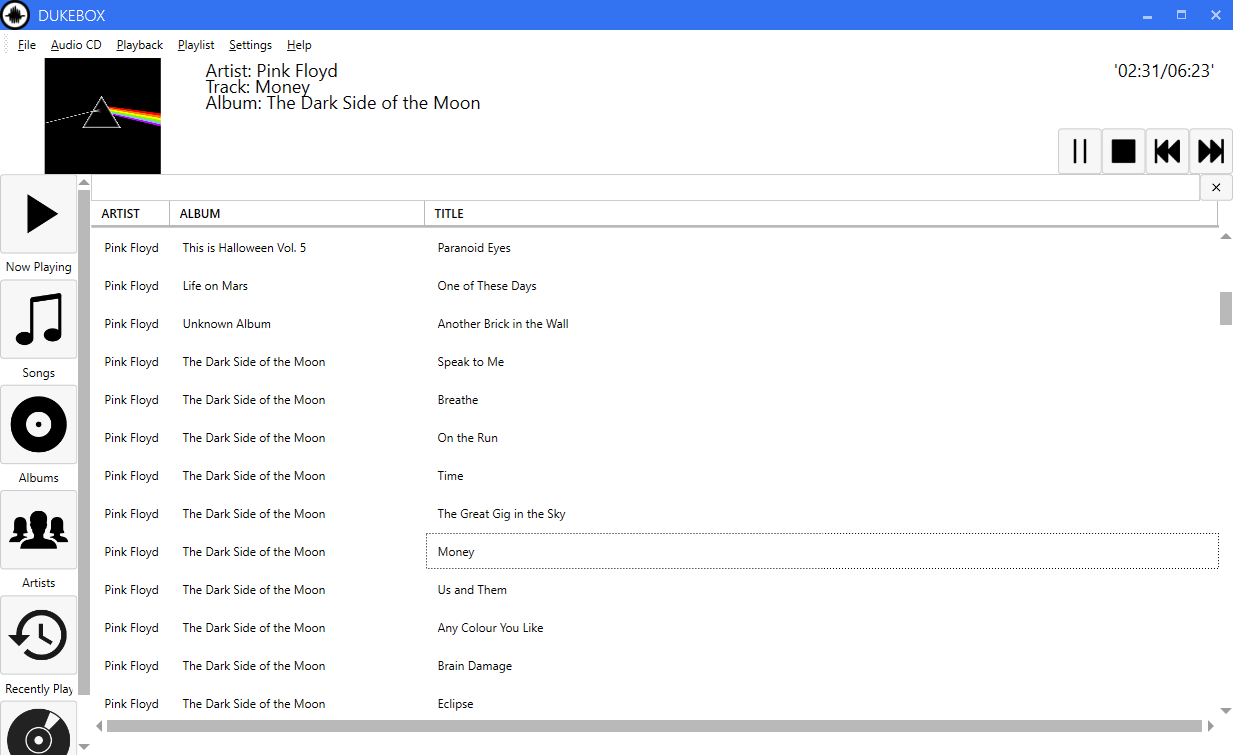 DUKEBOX
File Audio CD Playback Playlist Settings Help
Artist: Pink Floyd
Track: Money
Album: The Dark Side of the Moon
'02:31/06:23'
Now Playing
Songs
Albums
Artists
Recently Play
ARTIST ALBUM TITLE
Pink Floyd This is Halloween Vol. 5 Paranoid Eyes
Pink Floyd Life on Mars One of These Days
Pink Floyd Unknown Album Another Brick in the Wall
Pink Floyd The Dark Side of the Moon Speak to Me
Pink Floyd The Dark Side of the Moon Breathe
Pink Floyd The Dark Side of the Moon On the Run
Pink Floyd The Dark Side of the Moon Time
Pink Floyd The Dark Side of the Moon The Great Gig in the Sky
Pink Floyd The Dark Side of the Moon Money
Pink Floyd The Dark Side of the Moon Us and Them
Pink Floyd The Dark Side of the Moon Any Colour You Like
Pink Floyd The Dark Side of the Moon Brain Damage
Pink Floyd The Dark Side of the Moon Eclipse